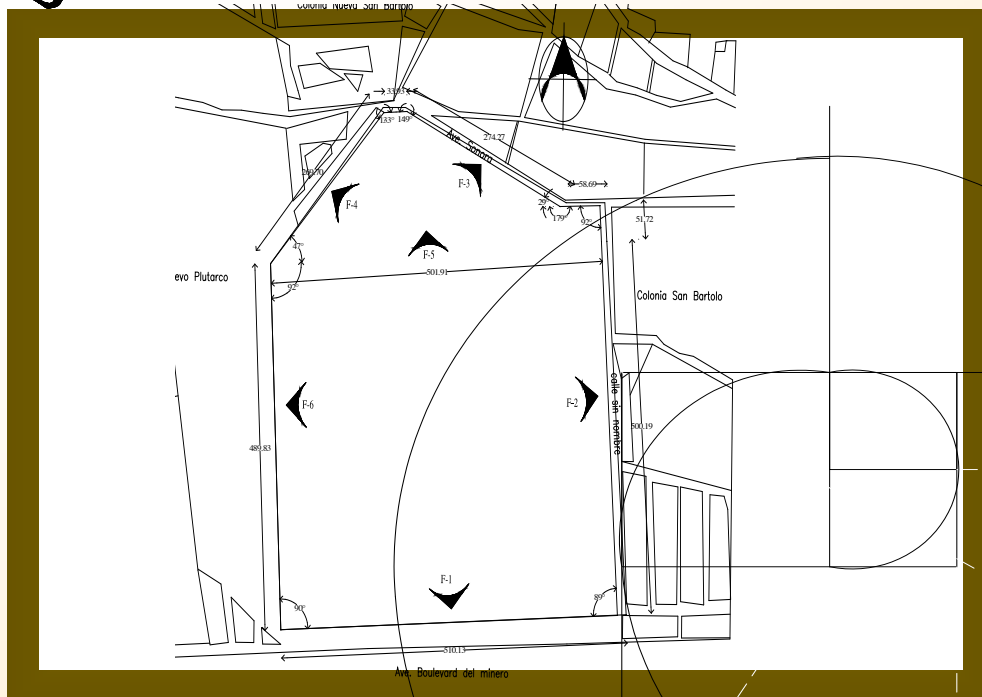 Colonia Nueva San Bartolo
33.93
133°
149°
274.27
Ave. Sonora
F-3
F-4
58.69
29°
179°
92°
51.72
47°
F-5
501.91
92°
evo Plutarco
Colonia San Bartolo
F-6
F-2
calle sin nombre
500.19
489.83
F-1
90°
89°
510.13
Ave. Boulevard del minero